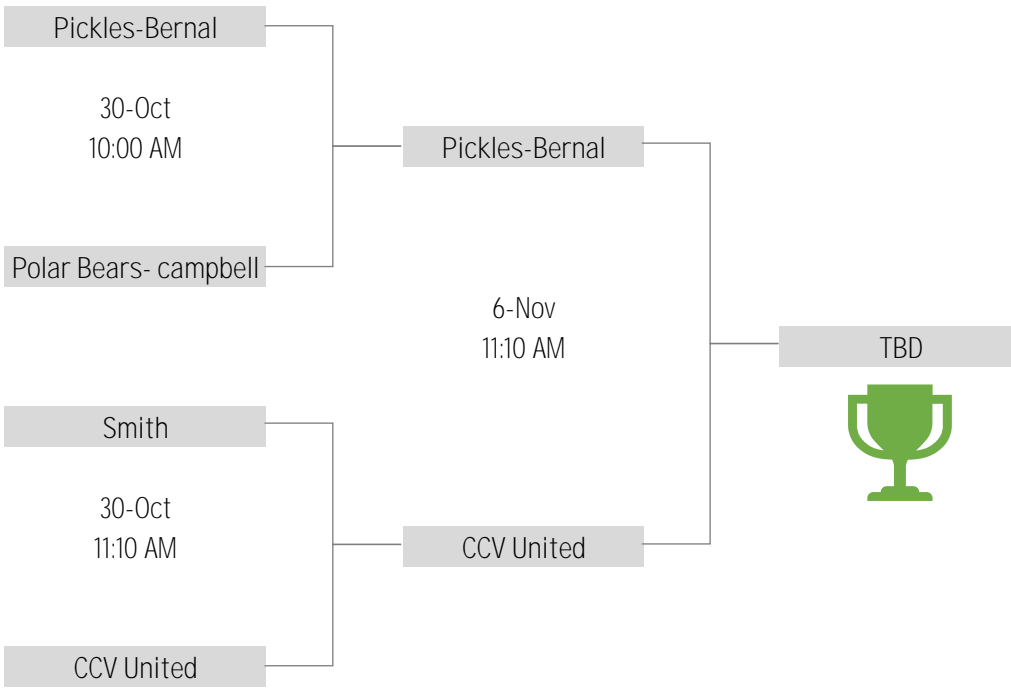 Pickles-Bernal
30-Oct
10:00 AM
Pickles-Bernal
Polar Bears- campbell
6-Nov
11:10 AM
TBD
Smith
30-Oct
11:10 AM
CCV United
CCV United